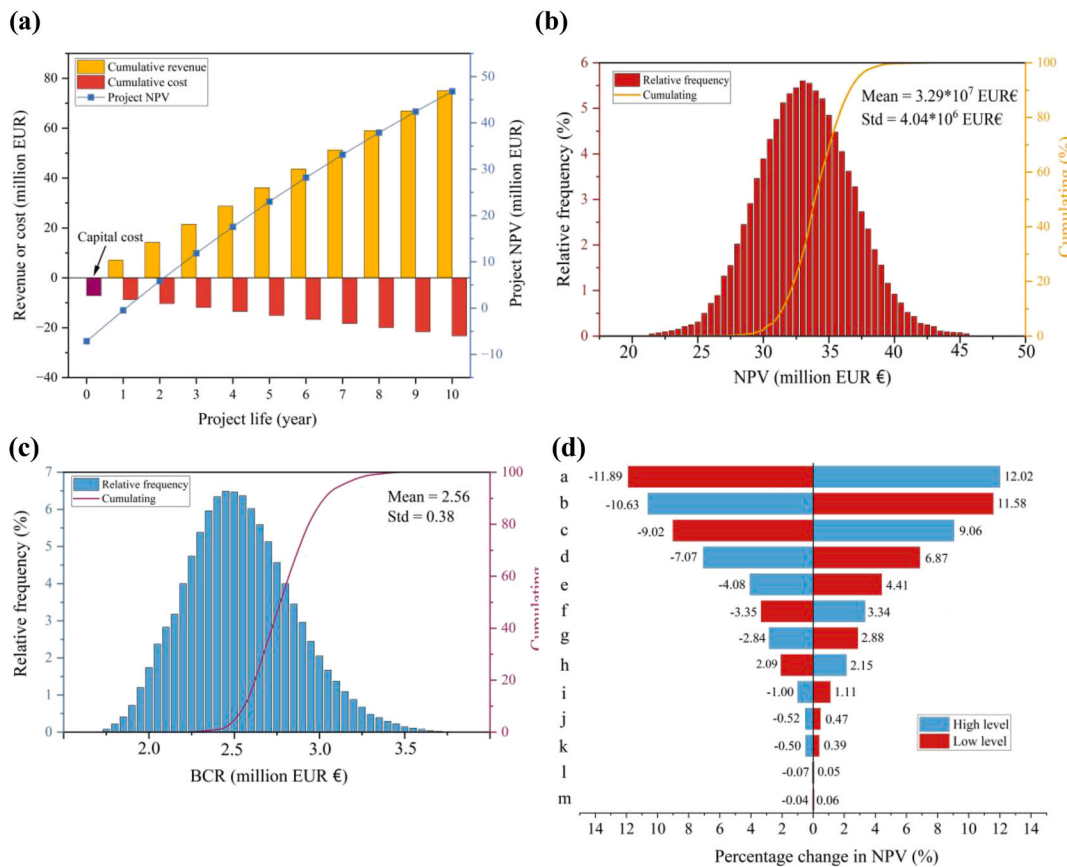 (a)
Cumulative revenue
Cumulative cost
Project NPV
Capital cost
Revenue or cost (million EUR)
80
60
40
20
0
−20
−40
Project NPV (million EUR)
50
40
30
20
10
0
−10
0 1 2 3 4 5 6 7 8 9 10
Project life (year)
(b)
Relative frequency
Cumulating
Mean = 3.29*10⁷ EUR€
Std = 4.04*10⁶ EUR€
Relative frequency (%)
6
5
4
3
2
1
0
Cumulating (%)
100
80
60
40
20
0
20 25 30 35 40 45 50
NPV (million EUR €)
(c)
Relative frequency
Cumulating
Mean = 2.56
Std = 0.38
Relative frequency (%)
7
6
5
4
3
2
1
0
Cumulating
100
80
60
40
20
0
2.0 2.5 3.0 3.5
BCR (million EUR €)
(d)
a -11.89 12.02
b -10.63 11.58
c -9.02 9.06
d -7.07 6.87
e -4.08 4.41
f -3.35 3.34
g -2.84 2.88
h 2.09 2.15
i -1.00 1.11
j -0.52 0.47
k -0.50 0.39
l -0.07 0.05
m -0.04 0.06
High level
Low level
14 12 10 8 6 4 2 0 2 4 6 8 10 12 14
Percentage change in NPV (%)